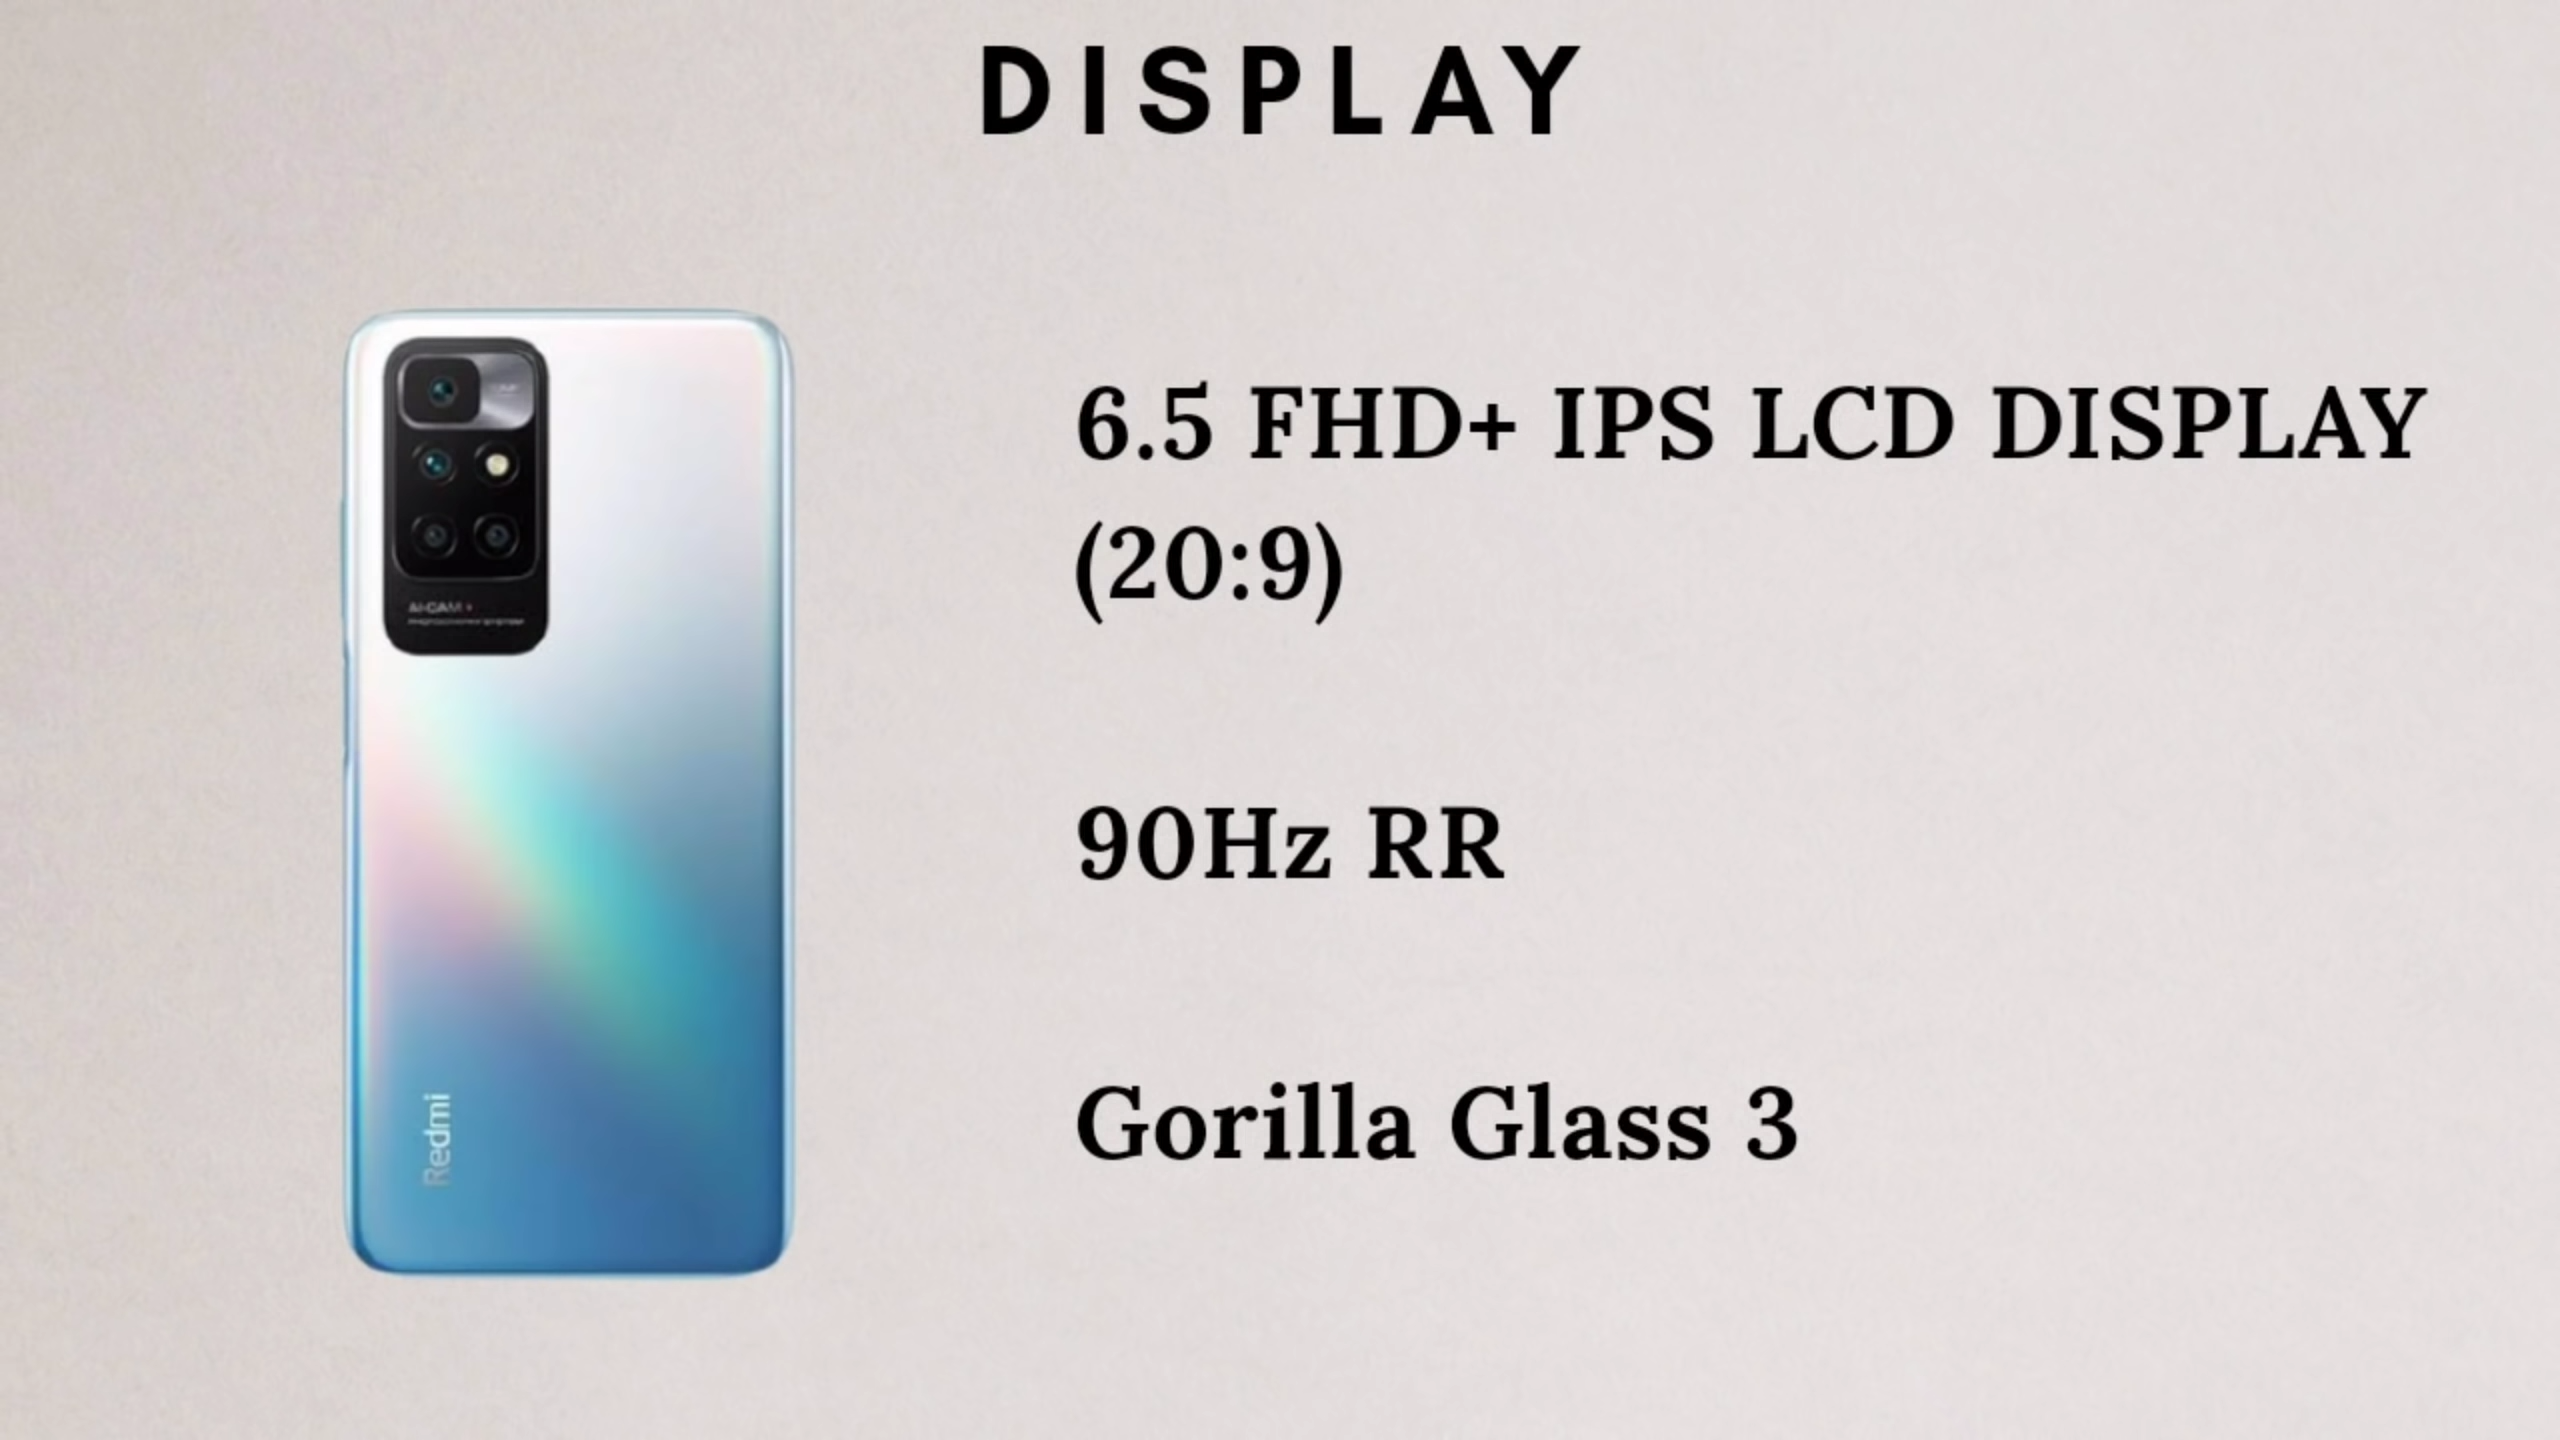 DISPLAY
6.5 FHD+ IPS LCD DISPLAY
(20:9)
90Hz RR
Gorilla Glass 3
AI-CAM
Redmi